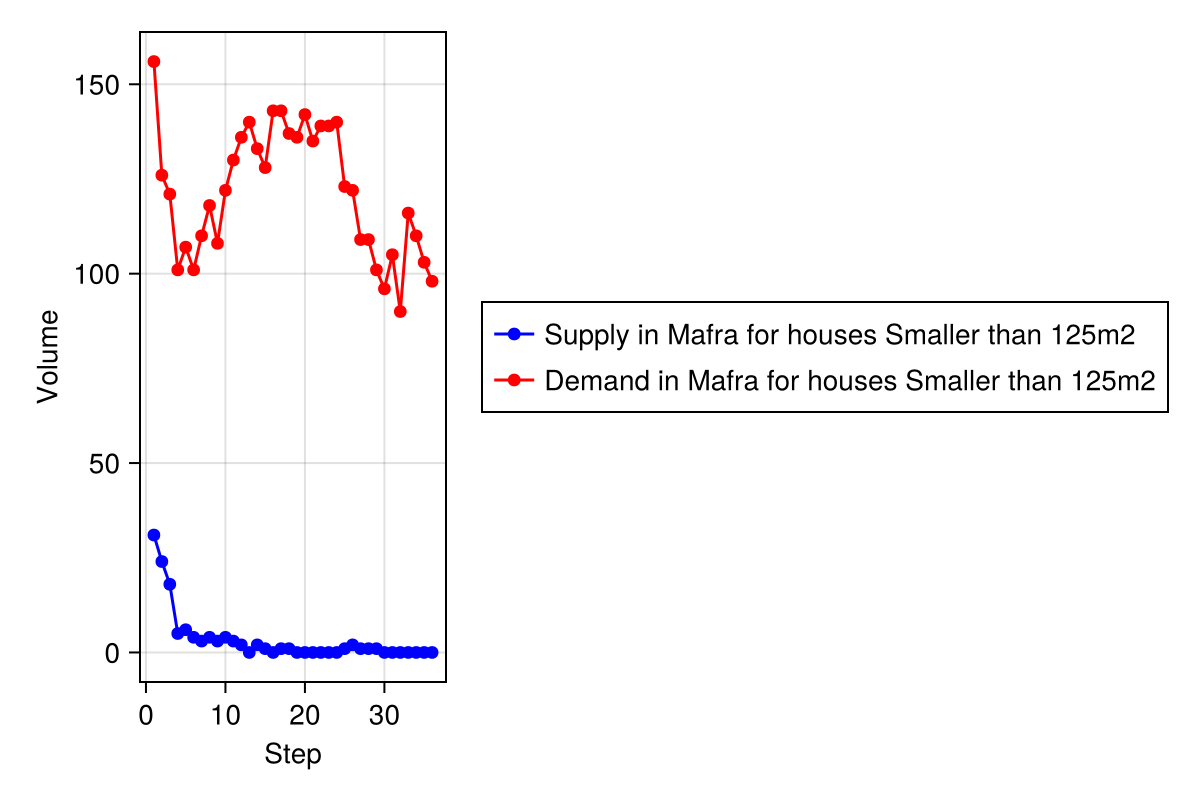 150
100
50
0
Volume
0 10 20 30
Step
Supply in Mafra for houses Smaller than 125m2
Demand in Mafra for houses Smaller than 125m2